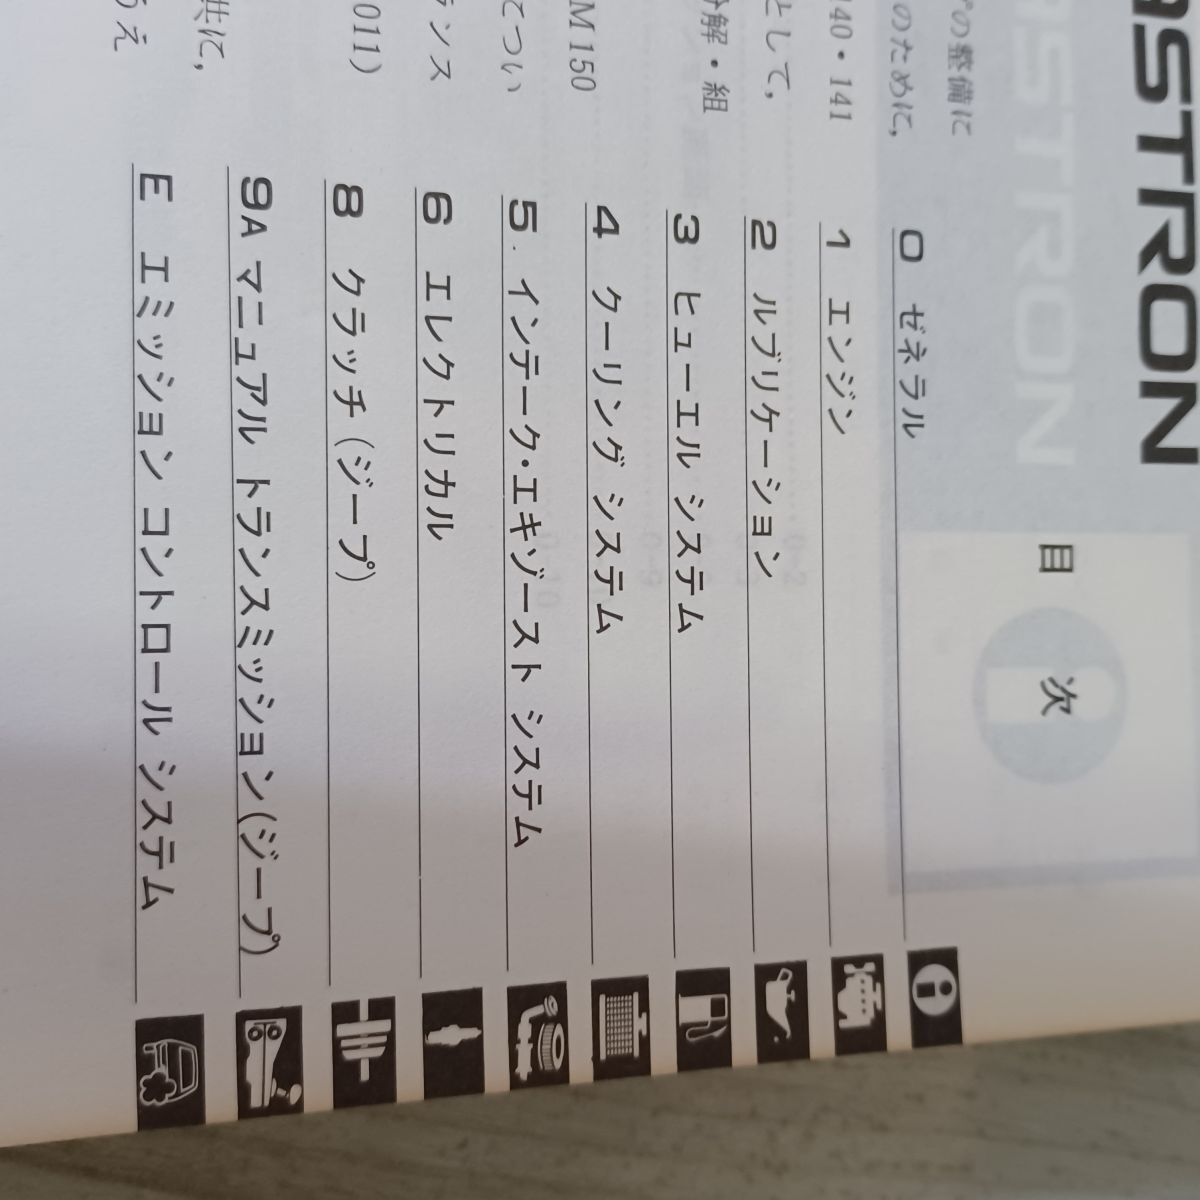 ASTRON
STRON
目次
0 ゼネラル
1 エンジン
2 ルブリケーション
3 ヒューエル システム
4 クーリング システム
5. インテーク・エキゾースト システム
6 エレクトリカル
8 クラッチ (ジープ)
9A マニュアル トランスミッション(ジープ)
E エミッション コントロール システム
の整備に
のために,
140・141
として,
分解・組
M150
につい
ランス
011)
共に,
うえ
0-2
0-9
0-10